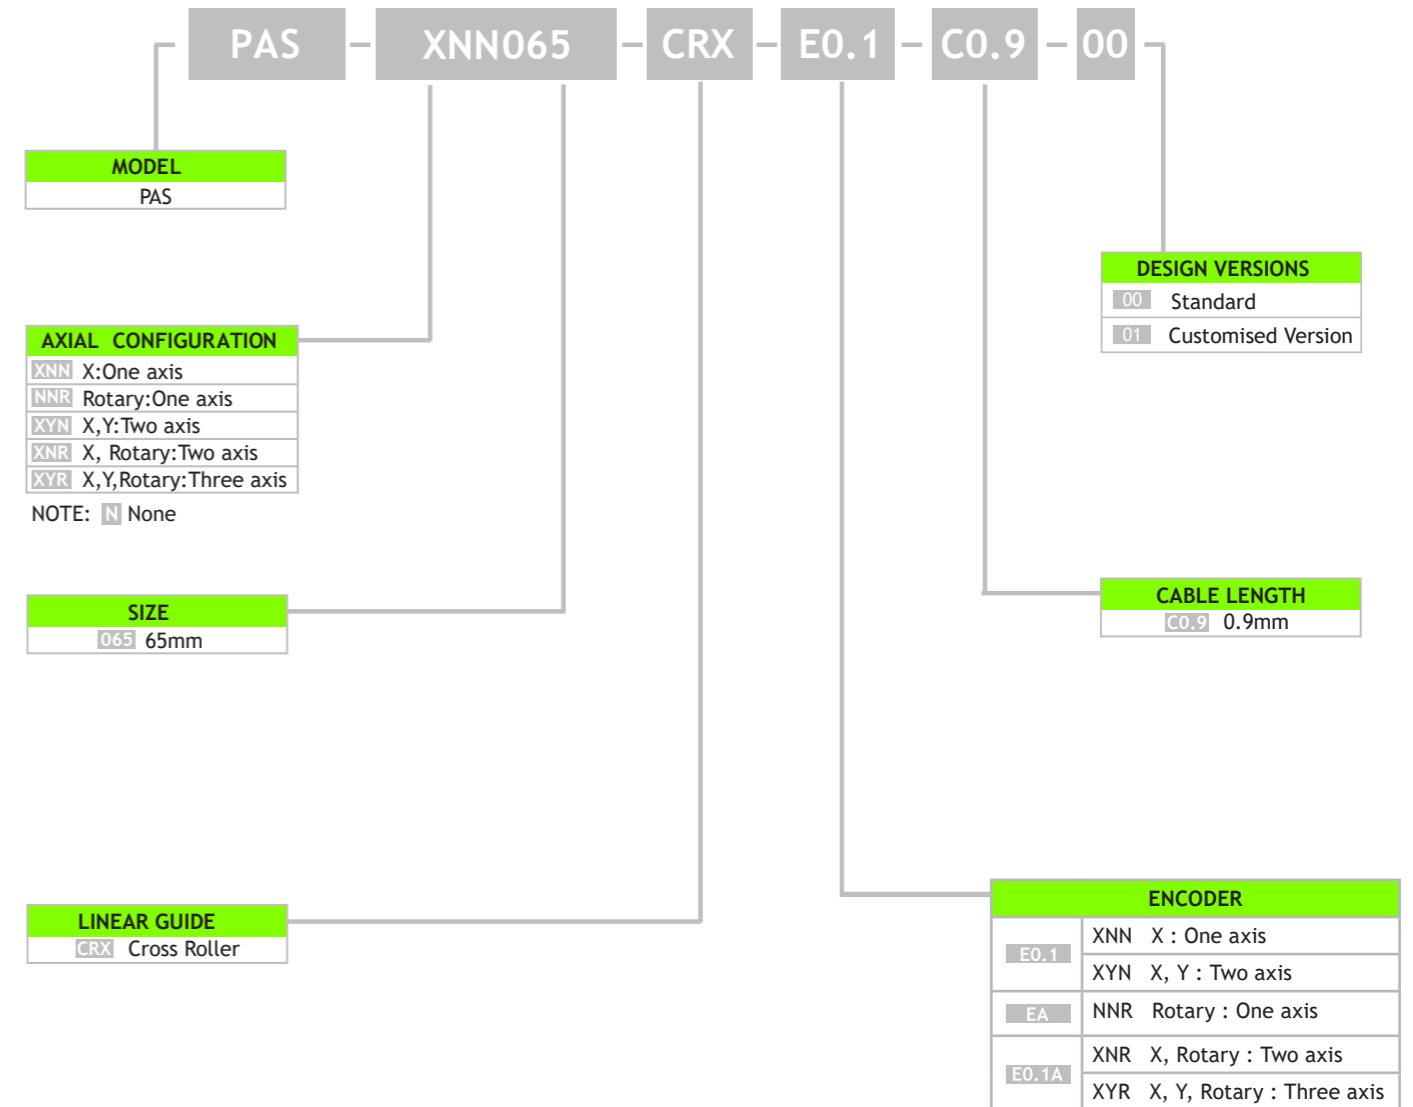 PAS - XNN065 - CRX - E0.1 - C0.9 - 00
MODEL
PAS
AXIAL CONFIGURATION
XNN X:One axis
NNR Rotary:One axis
XYN X,Y:Two axis
XNR X, Rotary:Two axis
XYR X,Y,Rotary:Three axis
NOTE: N None
SIZE
065 65mm
LINEAR GUIDE
CRX Cross Roller
DESIGN VERSIONS
00 Standard
01 Customised Version
CABLE LENGTH
C0.9 0.9mm
ENCODER
E0.1
XNN X : One axis
XYN X, Y : Two axis
EA NNR Rotary : One axis
E0.1A
XNR X, Rotary : Two axis
XYR X, Y, Rotary : Three axis